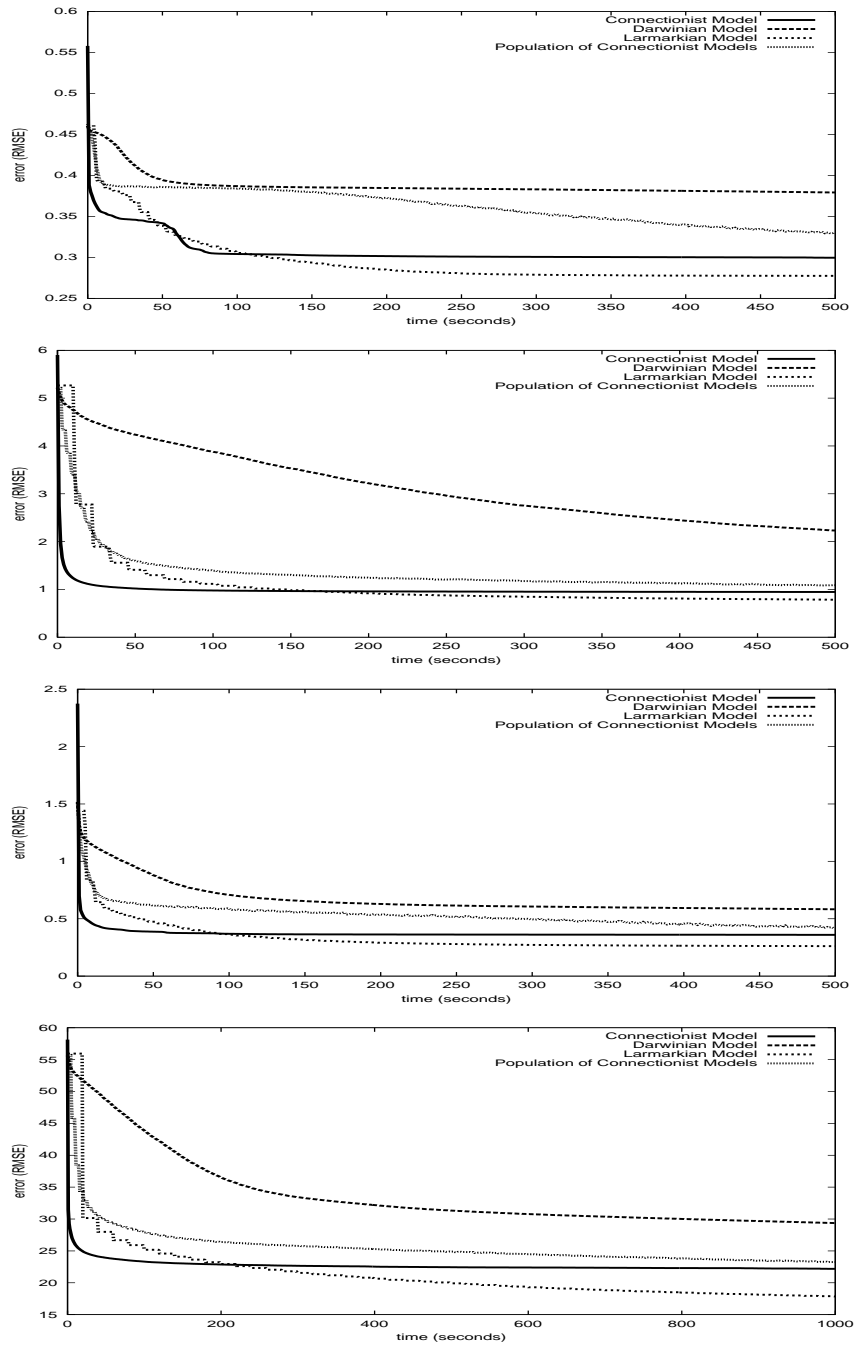 0.6
0.55
0.5
0.45
0.4
0.35
0.3
0.25
error (RMSE)
Connectionist Model
Darwinian Model
Larmarkian Model
Population of Connectionist Models
0 50 100 150 200 250 300 350 400 450 500
time (seconds)
6
5
4
3
2
1
0
error (RMSE)
Connectionist Model
Darwinian Model
Larmarkian Model
Population of Connectionist Models
0 50 100 150 200 250 300 350 400 450 500
time (seconds)
2.5
2
1.5
1
0.5
0
error (RMSE)
Connectionist Model
Darwinian Model
Larmarkian Model
Population of Connectionist Models
0 50 100 150 200 250 300 350 400 450 500
time (seconds)
60
55
50
45
40
35
30
25
20
15
error (RMSE)
Connectionist Model
Darwinian Model
Larmarkian Model
Population of Connectionist Models
0 200 400 600 800 1000
time (seconds)